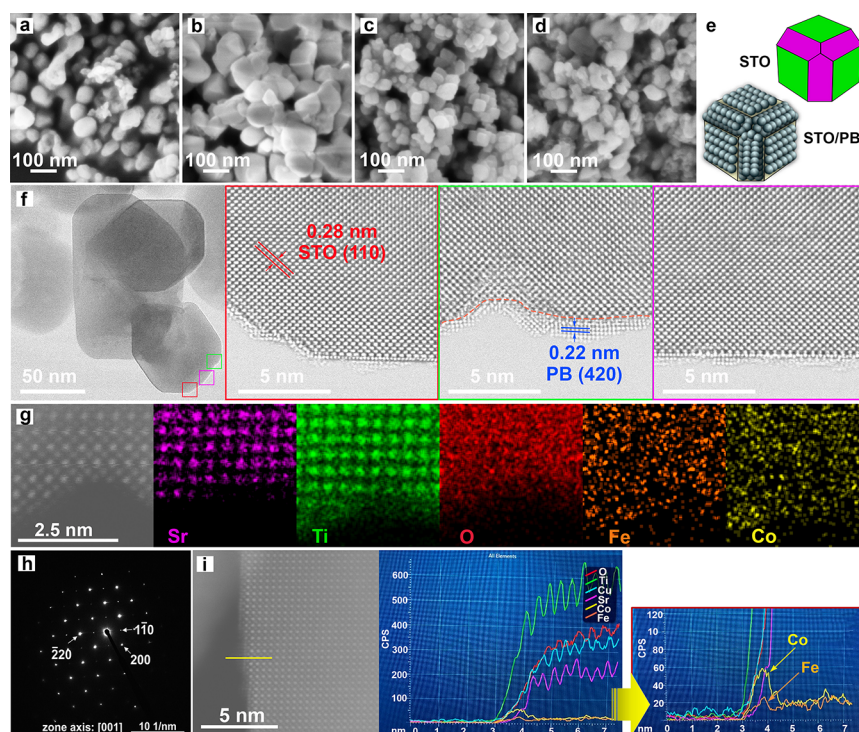 a
100 nm
b
100 nm
c
100 nm
d
100 nm
e
STO
STO/PB
f
50 nm
0.28 nm
STO (110)
5 nm
0.22 nm
PB (420)
5 nm
5 nm
g
2.5 nm
Sr
Ti
O
Fe
Co
h
1̄10
2̄20
200
zone axis: [001]
10 1/nm
i
5 nm
All Elements
CPS
600
500
400
300
200
100
nm 0 1 2 3 4 5 6 7
O
Ti
Cu
Sr
Co
Fe
CPS
120
100
80
60
40
20
nm 0 1 2 3 4 5 6 7
Co
Fe